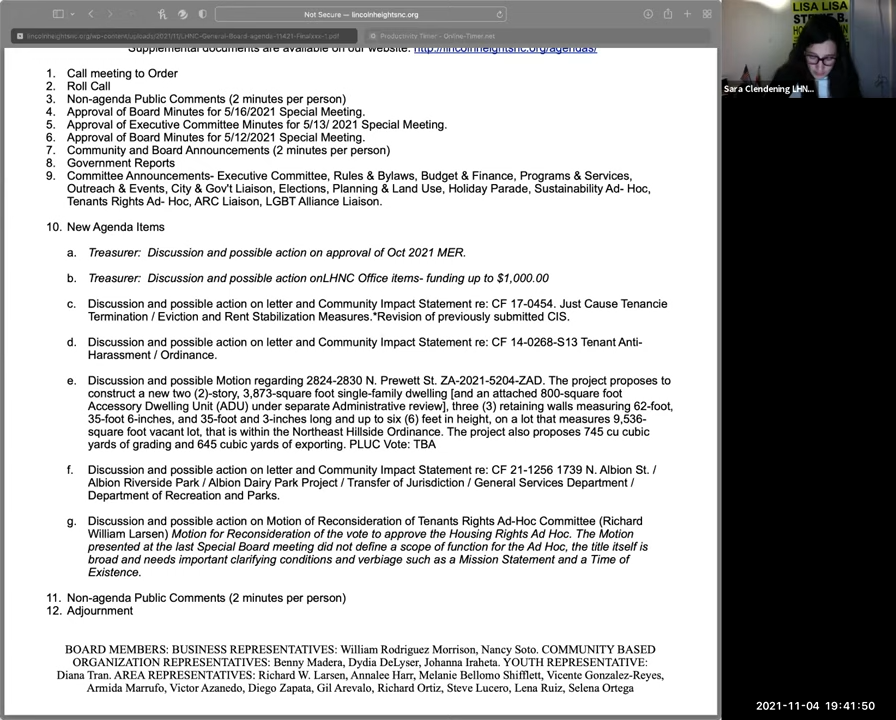 Not Secure — lincolnheightsnc.org
lincolnheightsnc.org/wp-content/uploads/2021/11/LHNC-General-Board-agenda-11421-Finalxxx-1.pdf
Productivity Timer - Online-Timer.net
Supplemental documents are available on our website: http://lincolnheightsnc.org/agendas/
1. Call meeting to Order
2. Roll Call
3. Non-agenda Public Comments (2 minutes per person)
4. Approval of Board Minutes for 5/16/2021 Special Meeting.
5. Approval of Executive Committee Minutes for 5/13/ 2021 Special Meeting.
6. Approval of Board Minutes for 5/12/2021 Special Meeting.
7. Community and Board Announcements (2 minutes per person)
8. Government Reports
9. Committee Announcements- Executive Committee, Rules & Bylaws, Budget & Finance, Programs & Services,
Outreach & Events, City & Gov't Liaison, Elections, Planning & Land Use, Holiday Parade, Sustainability Ad- Hoc,
Tenants Rights Ad- Hoc, ARC Liaison, LGBT Alliance Liaison.
10. New Agenda Items
a. Treasurer: Discussion and possible action on approval of Oct 2021 MER.
b. Treasurer: Discussion and possible action onLHNC Office items- funding up to $1,000.00
c. Discussion and possible action on letter and Community Impact Statement re: CF 17-0454. Just Cause Tenancie
Termination / Eviction and Rent Stabilization Measures.*Revision of previously submitted CIS.
d. Discussion and possible action on letter and Community Impact Statement re: CF 14-0268-S13 Tenant Anti-
Harassment / Ordinance.
e. Discussion and possible Motion regarding 2824-2830 N. Prewett St. ZA-2021-5204-ZAD. The project proposes to
construct a new two (2)-story, 3,873-square foot single-family dwelling [and an attached 800-square foot
Accessory Dwelling Unit (ADU) under separate Administrative review], three (3) retaining walls measuring 62-foot,
35-foot 6-inches, and 35-foot and 3-inches long and up to six (6) feet in height, on a lot that measures 9,536-
square foot vacant lot, that is within the Northeast Hillside Ordinance. The project also proposes 745 cu cubic
yards of grading and 645 cubic yards of exporting. PLUC Vote: TBA
f. Discussion and possible action on letter and Community Impact Statement re: CF 21-1256 1739 N. Albion St. /
Albion Riverside Park / Albion Dairy Park Project / Transfer of Jurisdiction / General Services Department /
Department of Recreation and Parks.
g. Discussion and possible action on Motion of Reconsideration of Tenants Rights Ad-Hoc Committee (Richard
William Larsen) Motion for Reconsideration of the vote to approve the Housing Rights Ad Hoc. The Motion
presented at the last Special Board meeting did not define a scope of function for the Ad Hoc, the title itself is
broad and needs important clarifying conditions and verbiage such as a Mission Statement and a Time of
Existence.
11. Non-agenda Public Comments (2 minutes per person)
12. Adjournment
BOARD MEMBERS: BUSINESS REPRESENTATIVES: William Rodriguez Morrison, Nancy Soto. COMMUNITY BASED
ORGANIZATION REPRESENTATIVES: Benny Madera, Dydia DeLyser, Johanna Iraheta. YOUTH REPRESENTATIVE:
Diana Tran. AREA REPRESENTATIVES: Richard W. Larsen, Annalee Harr, Melanie Bellomo Shifflett, Vicente Gonzalez-Reyes,
Armida Marrufo, Victor Azanedo, Diego Zapata, Gil Arevalo, Richard Ortiz, Steve Lucero, Lena Ruiz, Selena Ortega
LISA LISA
B.
Sara Clendening LHN...
2021-11-04 19:41:50